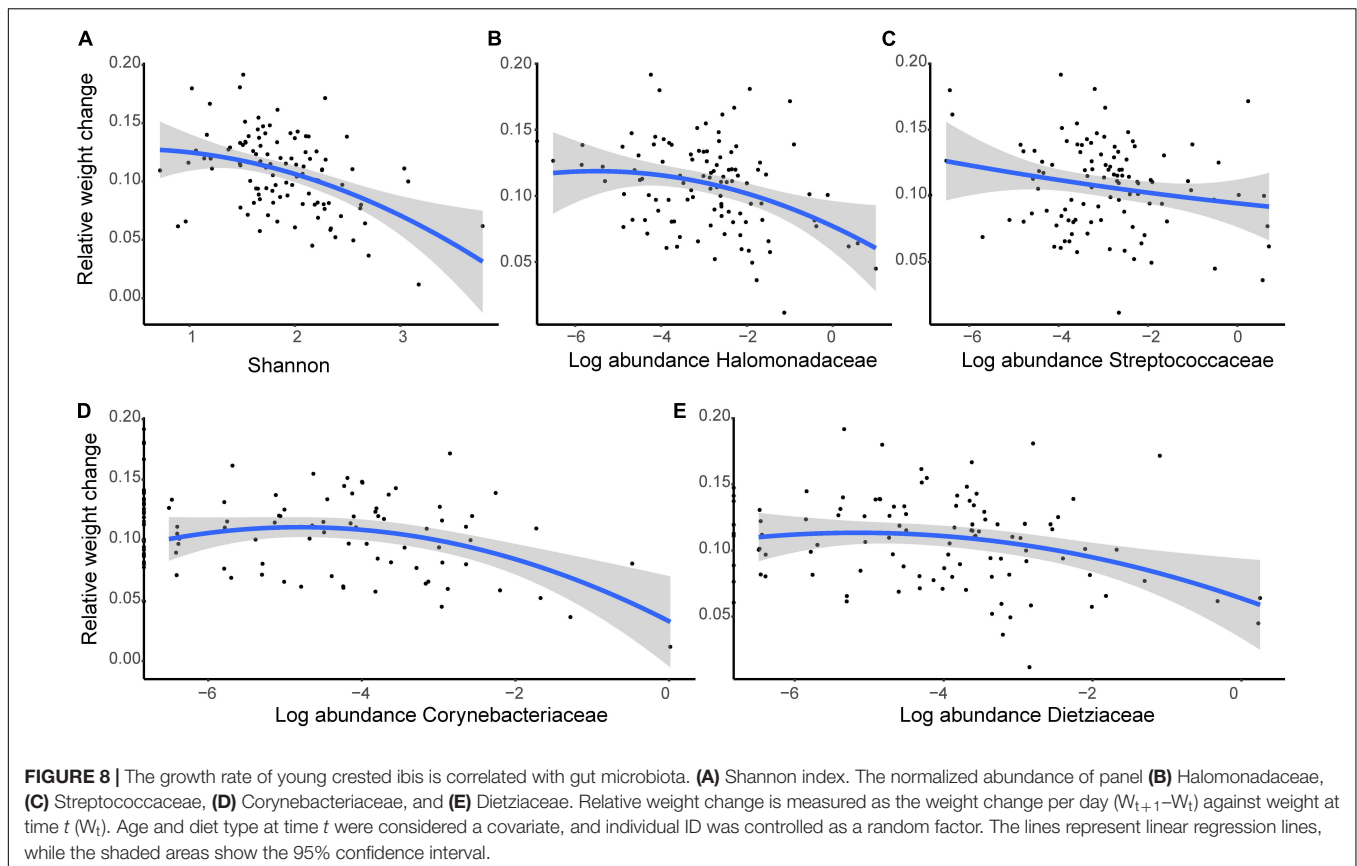 A
B
C
0.20
0.15
0.10
0.05
0.00
Relative weight change
1
2
3
Shannon
0.20
0.15
0.10
0.05
−6
−4
−2
0
Log abundance Halomonadaceae
0.20
0.15
0.10
0.05
−6
−4
−2
0
Log abundance Streptococcaceae
D
E
0.20
0.15
0.10
0.05
0.00
Relative weight change
−6
−4
−2
0
Log abundance Corynebacteriaceae
0.20
0.15
0.10
0.05
−6
−4
−2
0
Log abundance Dietziaceae
FIGURE 8 | The growth rate of young crested ibis is correlated with gut microbiota. (A) Shannon index. The normalized abundance of panel (B) Halomonadaceae,
(C) Streptococcaceae, (D) Corynebacteriaceae, and (E) Dietziaceae. Relative weight change is measured as the weight change per day (Wt+1–Wt) against weight at
time t (Wt). Age and diet type at time t were considered a covariate, and individual ID was controlled as a random factor. The lines represent linear regression lines,
while the shaded areas show the 95% confidence interval.